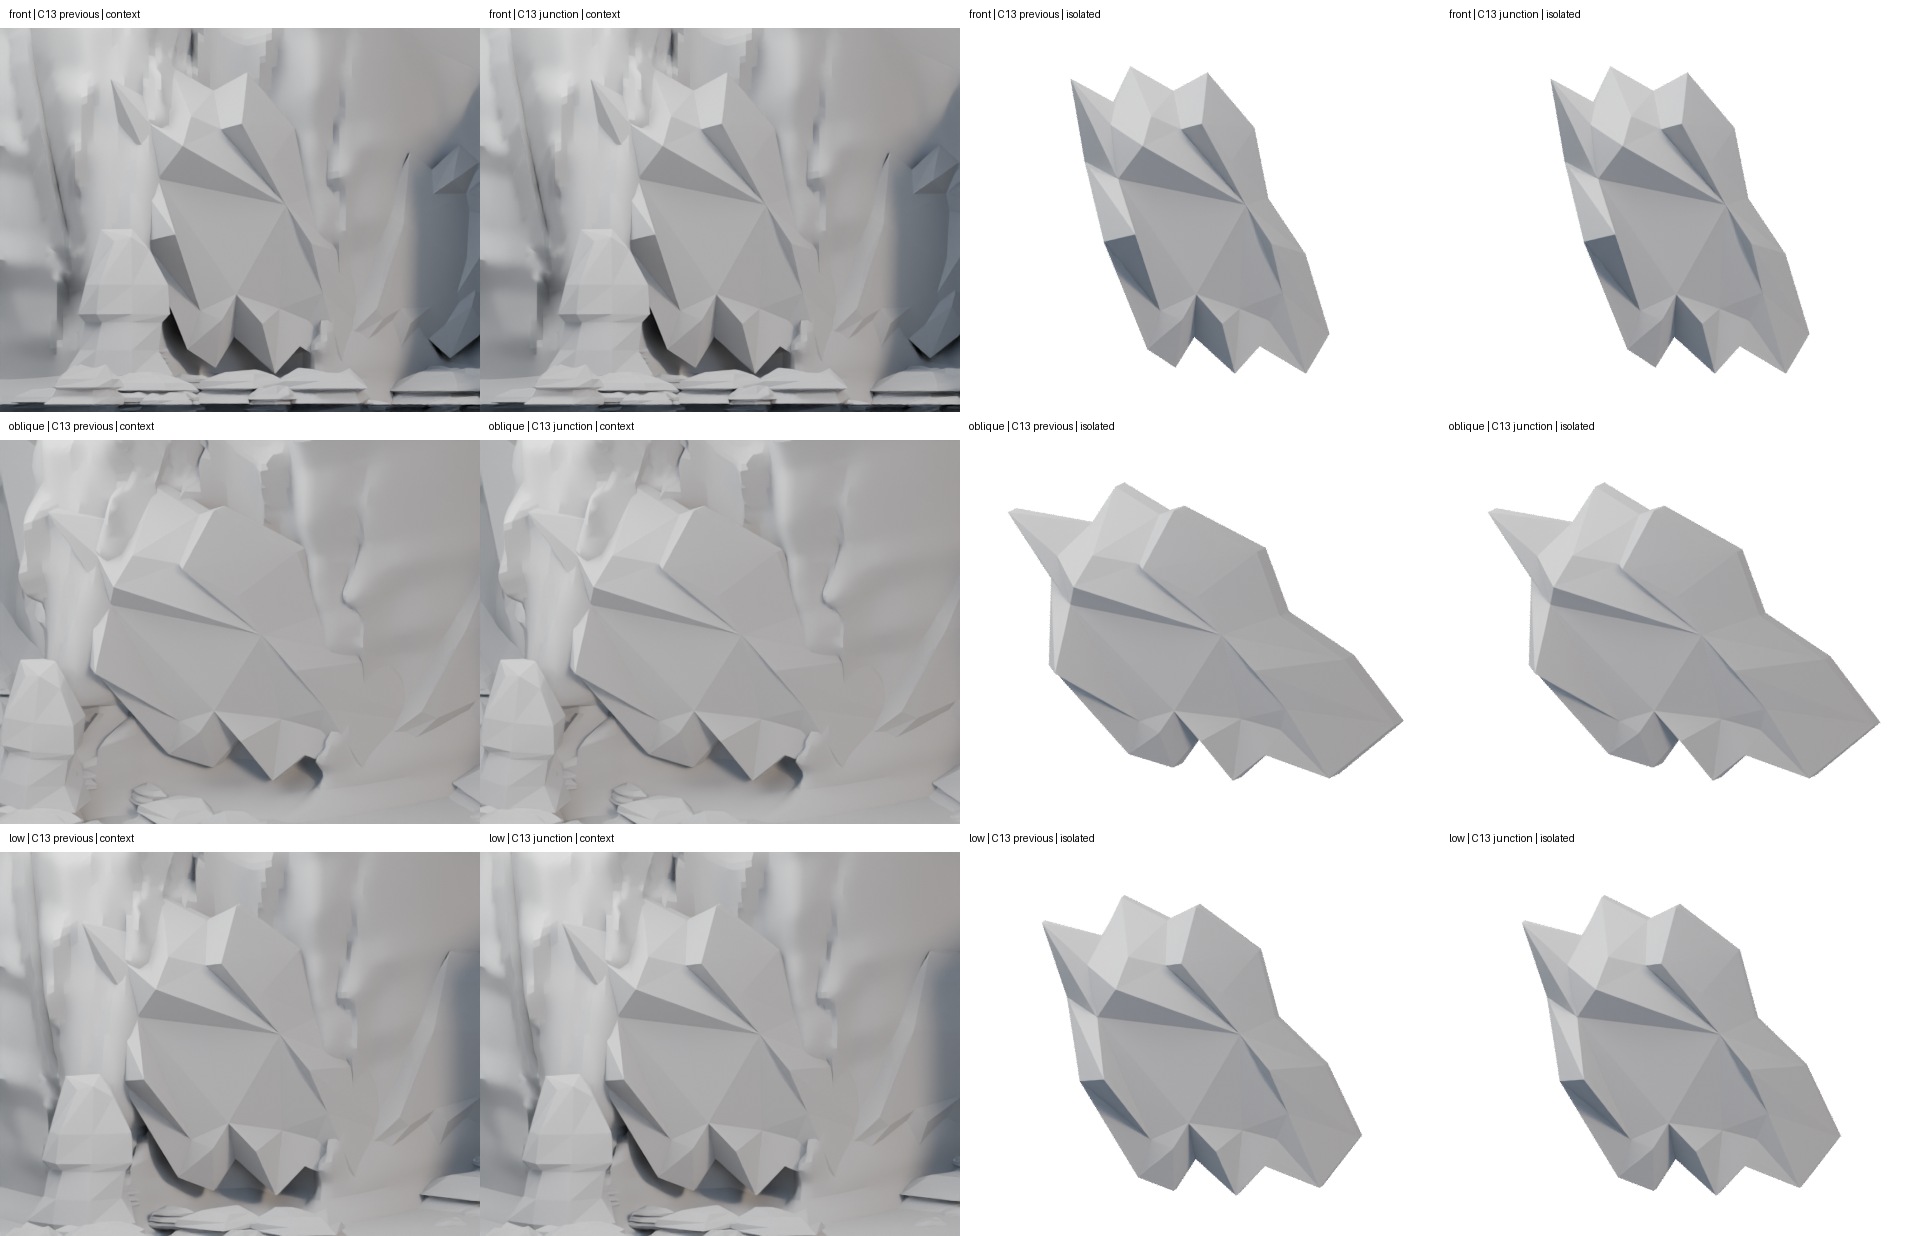 front | C13 previous | context
front | C13 junction | context
front | C13 previous | isolated
front | C13 junction | isolated
oblique | C13 previous | context
oblique | C13 junction | context
oblique | C13 previous | isolated
oblique | C13 junction | isolated
low | C13 previous | context
low | C13 junction | context
low | C13 previous | isolated
low | C13 junction | isolated